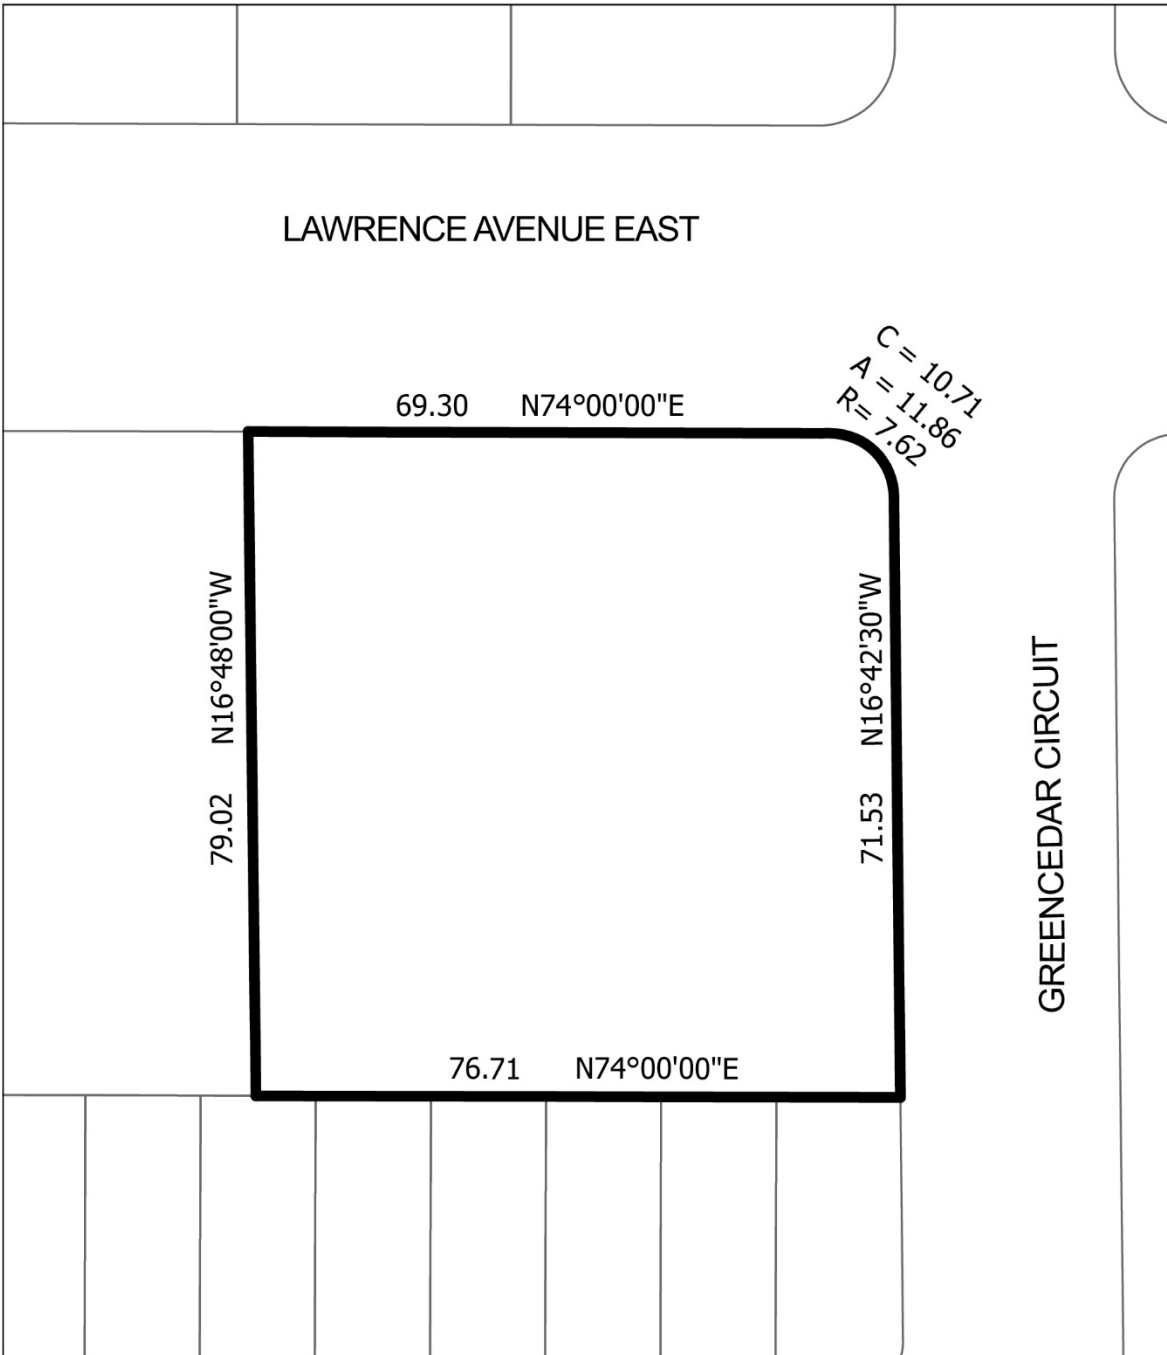 LAWRENCE AVENUE EAST
C = 10.71
A = 11.86
R= 7.62
69.30 N74°00'00"E
79.02 N16°48'00"W
71.53 N16°42'30"W
GREENCEDAR CIRCUIT
76.71 N74°00'00"E